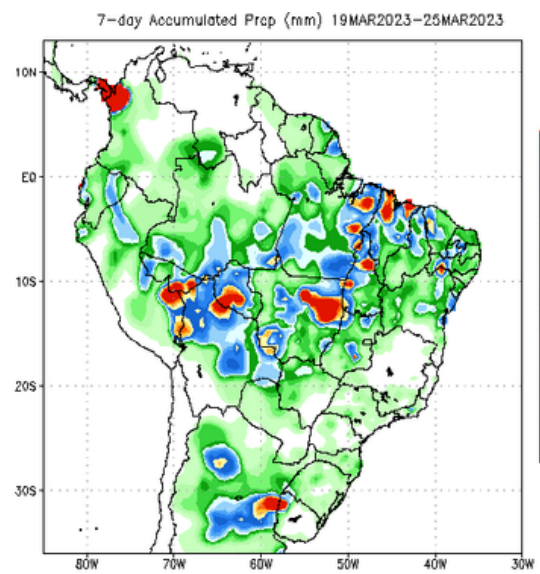 7-day Accumulated Prcp (mm) 19MAR2023-25MAR2023
10N
EQ
10S
20S
30S
80W 70W 60W 50W 40W 30W